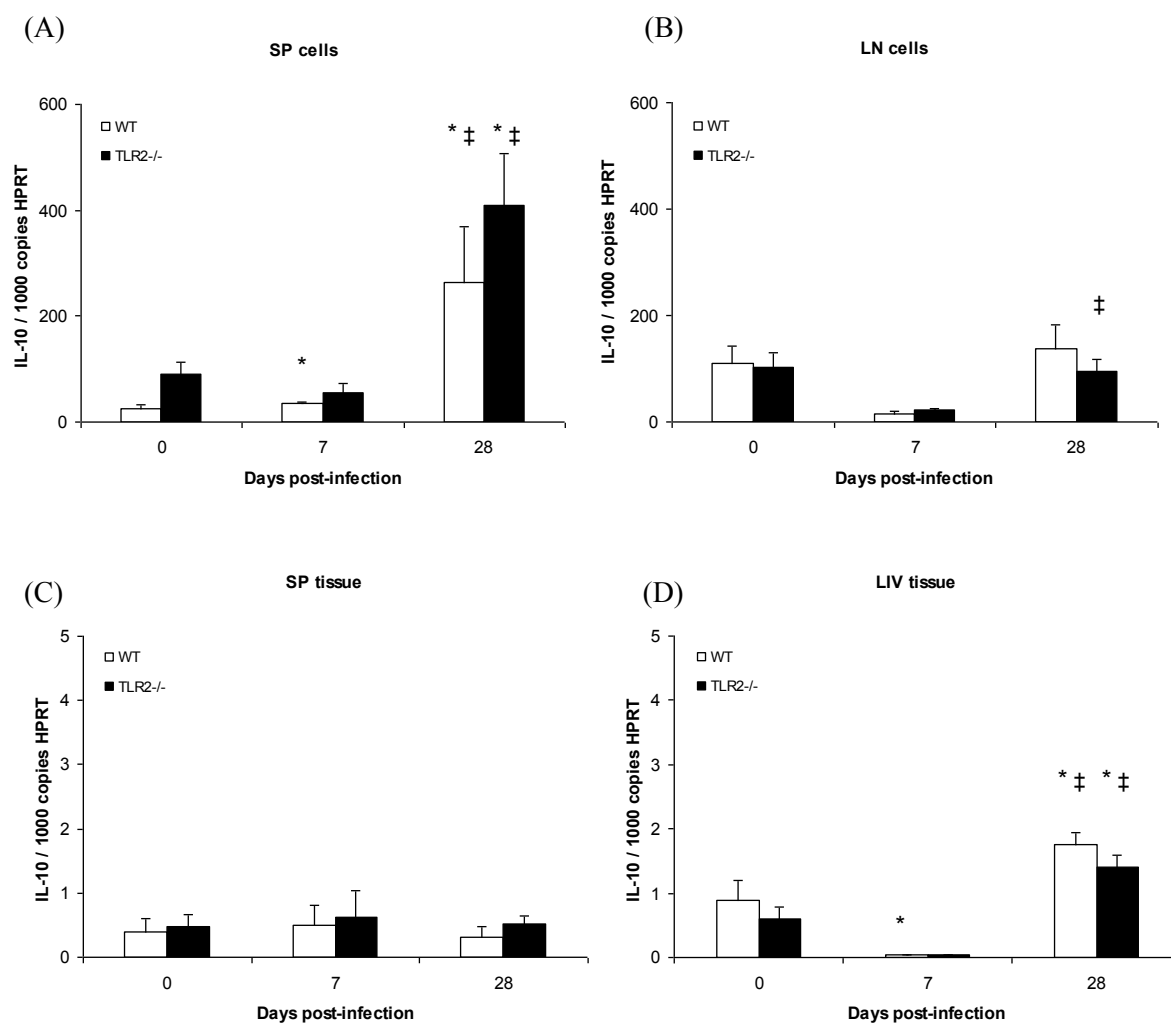 (A)
SP cells
IL-10 / 1000 copies HPRT
600
400
200
0
WT
TLR2-/-
*
* ‡ * ‡
0 7 28
Days post-infection
(B)
LN cells
IL-10 / 1000 copies HPRT
600
400
200
0
WT
TLR2-/-
‡
0 7 28
Days post-infection
(C)
SP tissue
IL-10 / 1000 copies HPRT
5
4
3
2
1
0
WT
TLR2-/-
0 7 28
Days post-infection
(D)
LIV tissue
IL-10 / 1000 copies HPRT
5
4
3
2
1
0
WT
TLR2-/-
*
* ‡ * ‡
0 7 28
Days post-infection